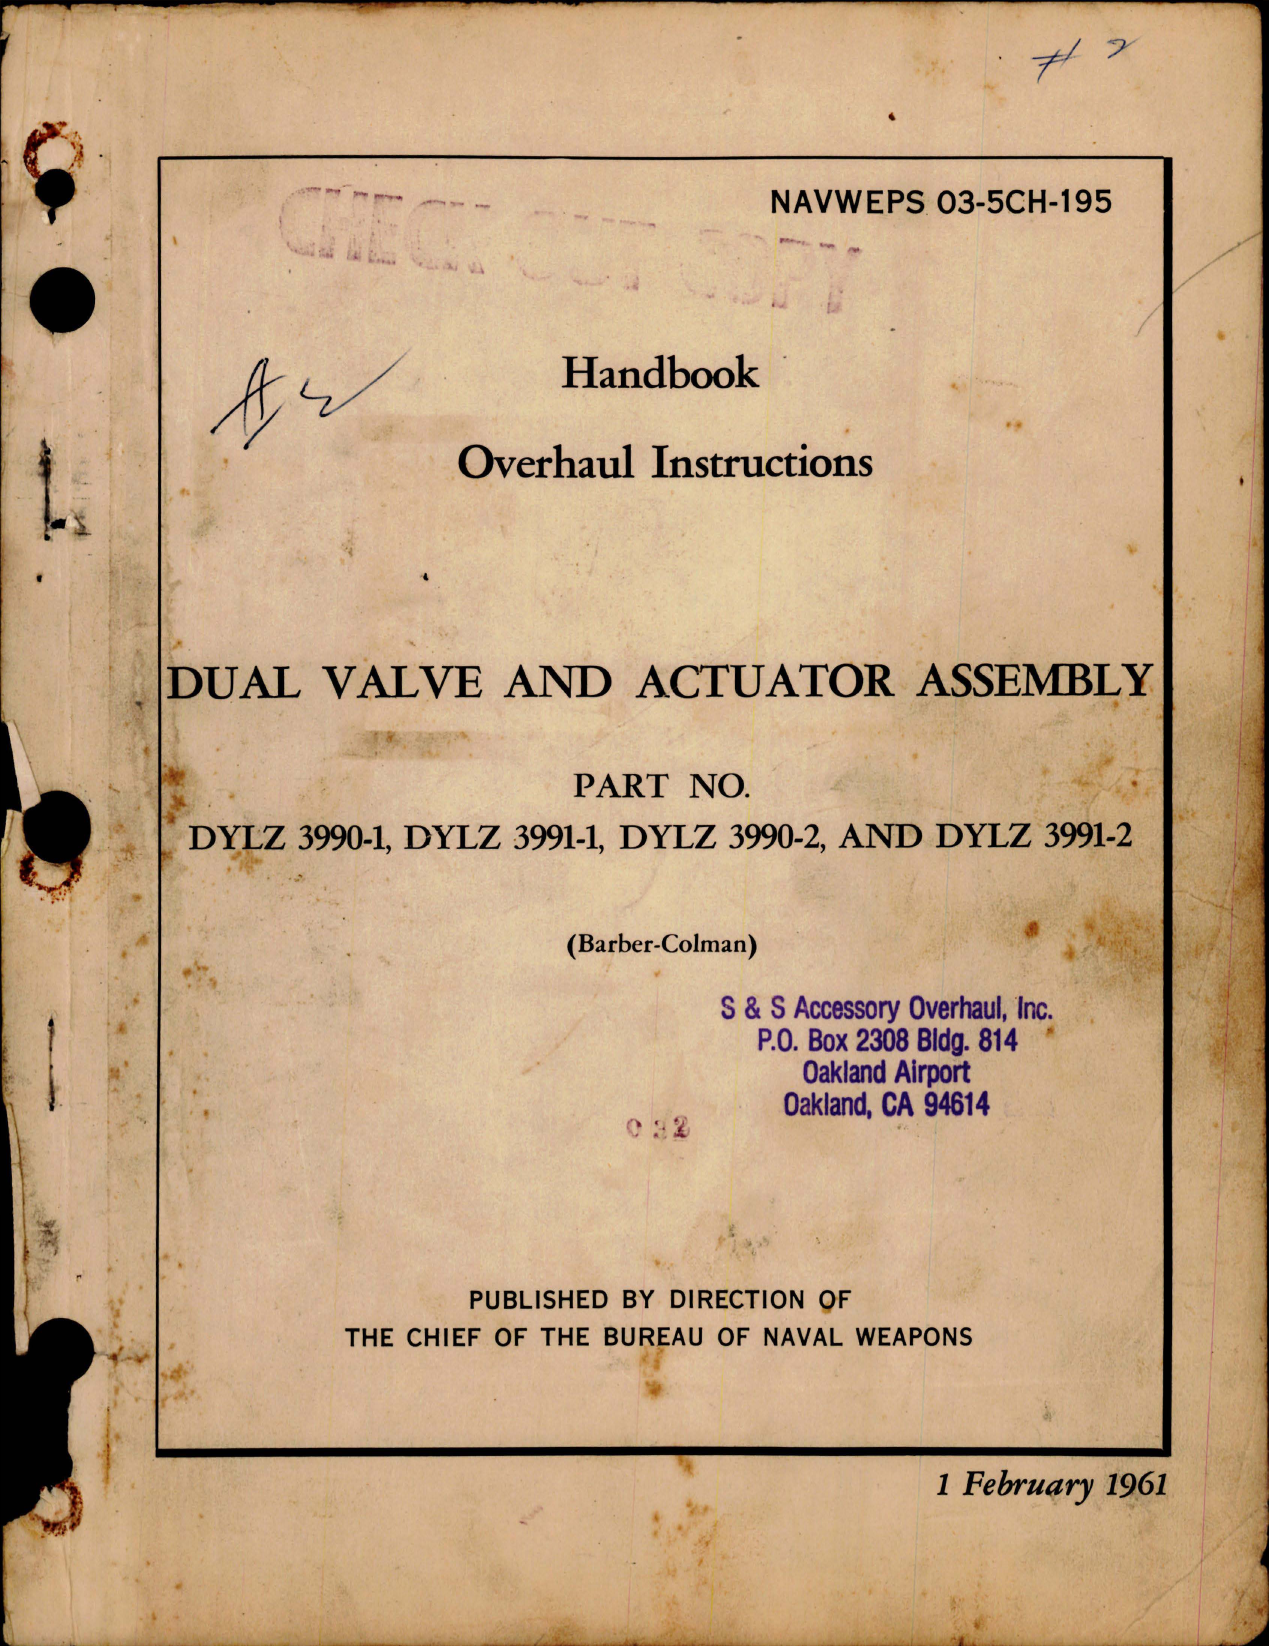 # 2
NAVWEPS 03-5CH-195
Handbook
Overhaul Instructions
DUAL VALVE AND ACTUATOR ASSEMBLY
PART NO.
DYLZ 3990-1, DYLZ 3991-1, DYLZ 3990-2, AND DYLZ 3991-2
(Barber-Colman)
S & S Accessory Overhaul, Inc.
P.O. Box 2308 Bldg. 814
Oakland Airport
Oakland, CA 94614
032
PUBLISHED BY DIRECTION OF
THE CHIEF OF THE BUREAU OF NAVAL WEAPONS
1 February 1961